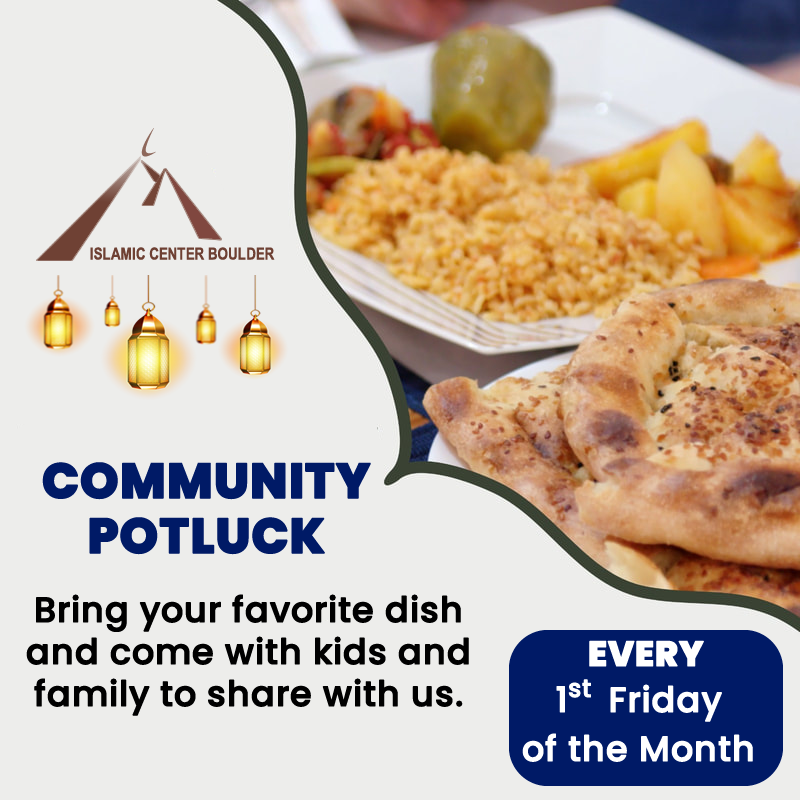 ISLAMIC CENTER BOULDER
COMMUNITY
POTLUCK
Bring your favorite dish
and come with kids and
family to share with us.
EVERY
1st Friday
of the Month